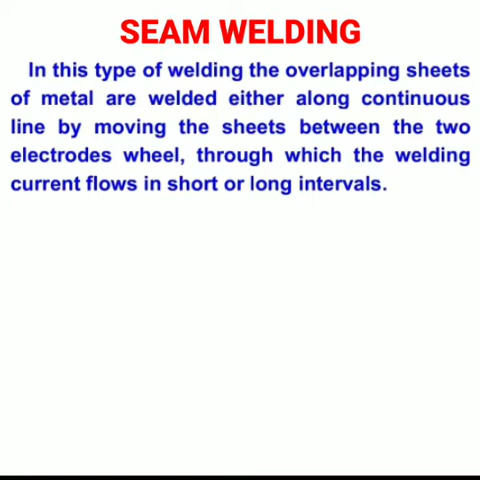 SEAM WELDING
In this type of welding the overlapping sheets
of metal are welded either along continuous
line by moving the sheets between the two
electrodes wheel, through which the welding
current flows in short or long intervals.